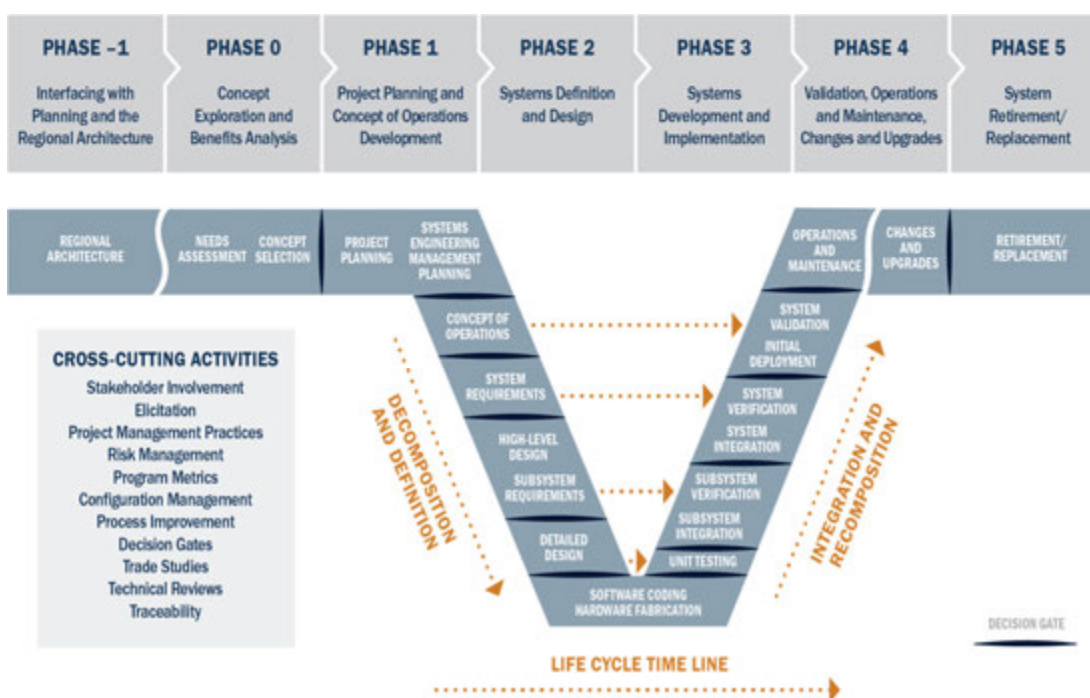 PHASE –1
Interfacing with
Planning and the
Regional Architecture
PHASE 0
Concept
Exploration and
Benefits Analysis
PHASE 1
Project Planning and
Concept of Operations
Development
PHASE 2
Systems Definition
and Design
PHASE 3
Systems
Development and
Implementation
PHASE 4
Validation, Operations
and Maintenance,
Changes and Upgrades
PHASE 5
System
Retirement/
Replacement
REGIONAL
ARCHITECTURE
NEEDS
ASSESSMENT
CONCEPT
SELECTION
PROJECT
PLANNING
SYSTEMS
ENGINEERING
MANAGEMENT
PLANNING
OPERATIONS
AND
MAINTENANCE
CHANGES
AND
UPGRADES
RETIREMENT/
REPLACEMENT
CONCEPT OF
OPERATIONS
SYSTEM
REQUIREMENTS
HIGH-LEVEL
DESIGN
SUBSYSTEM
REQUIREMENTS
DETAILED
DESIGN
SOFTWARE CODING
HARDWARE FABRICATION
UNIT TESTING
SUBSYSTEM
INTEGRATION
SUBSYSTEM
VERIFICATION
SYSTEM
INTEGRATION
SYSTEM
VERIFICATION
INITIAL
DEPLOYMENT
SYSTEM
VALIDATION
DECOMPOSITION
AND DEFINITION
INTEGRATION AND
RECOMPOSITION
CROSS-CUTTING ACTIVITIES
Stakeholder Involvement
Elicitation
Project Management Practices
Risk Management
Program Metrics
Configuration Management
Process Improvement
Decision Gates
Trade Studies
Technical Reviews
Traceability
DECISION GATE
LIFE CYCLE TIME LINE